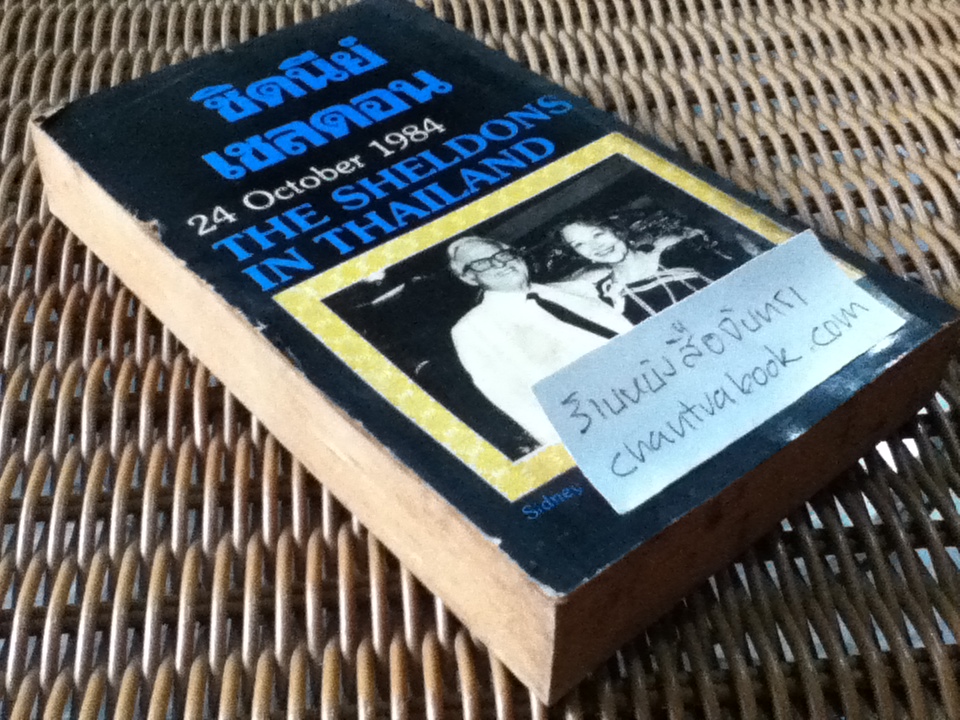 ซิดนีย์
เชลดอน
24 October 1984
THE SHELDONS
IN THAILAND
Sidney
ร้านหนังสือจันทรา
chantrabook.com